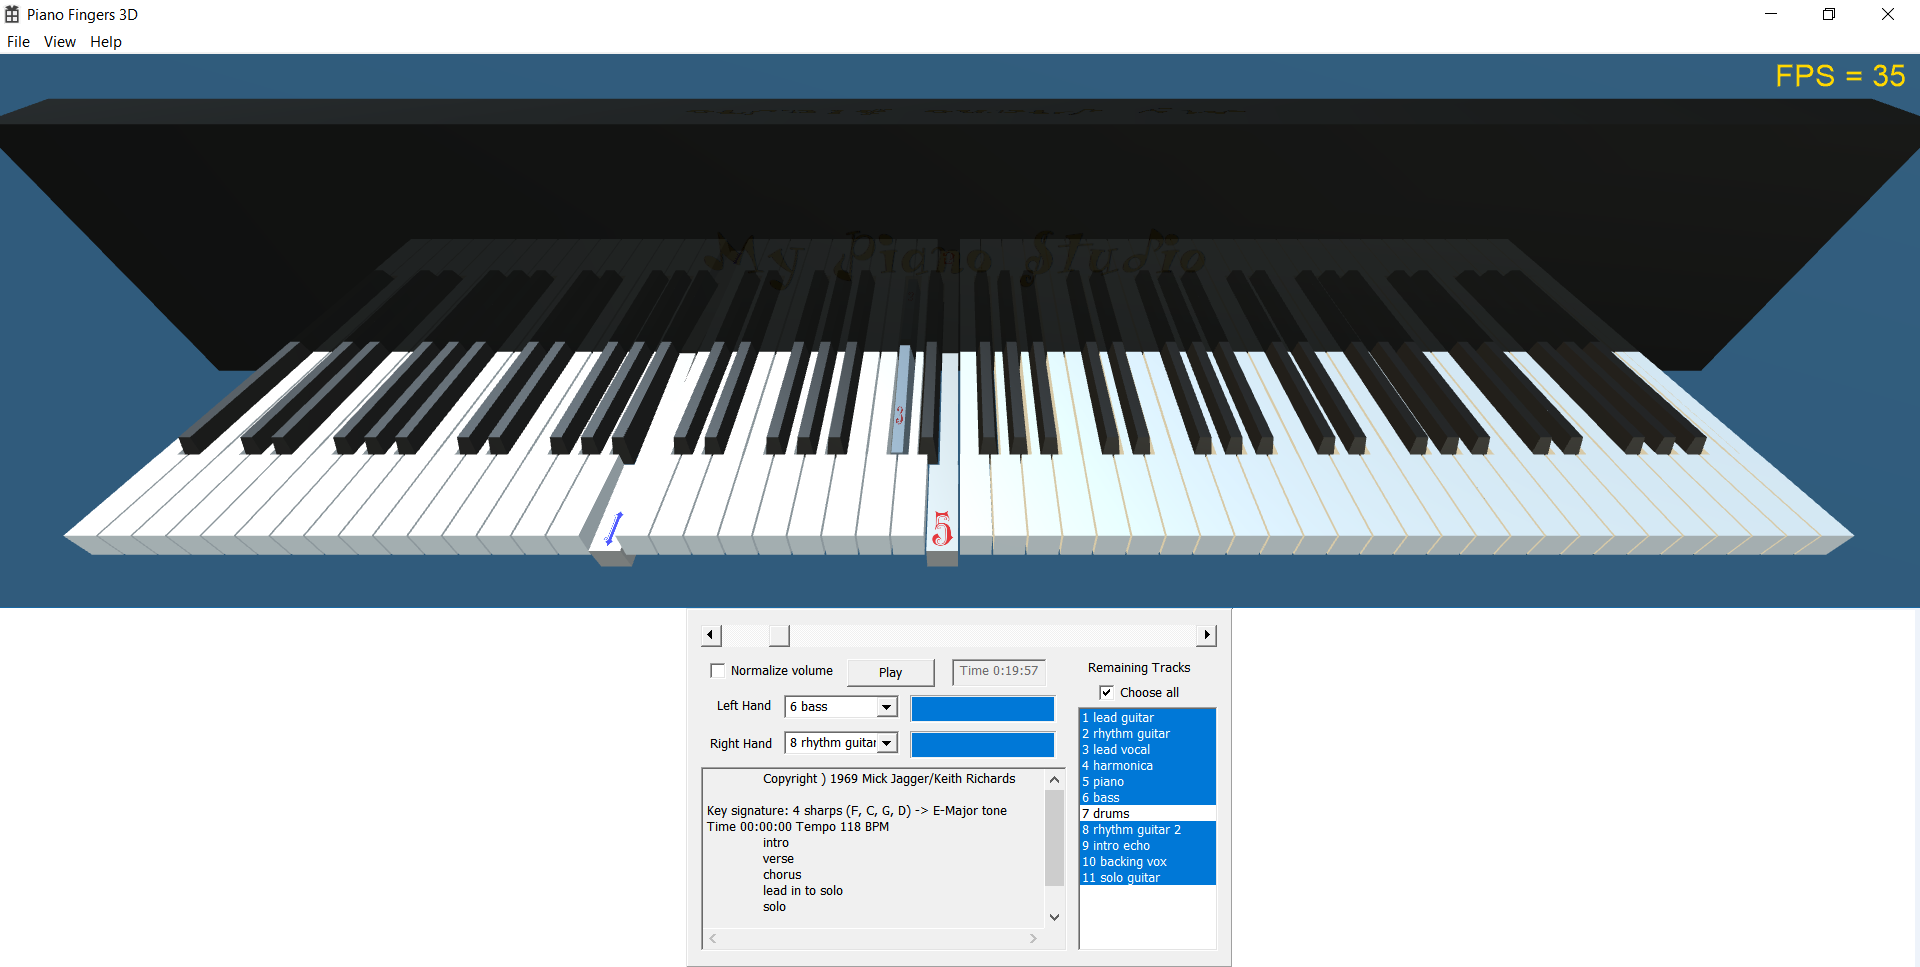 Piano Fingers 3D
File View Help
FPS = 35
My Piano Studio
3
1
5
Normalize volume
Play
Time 0:19:57
Remaining Tracks
Choose all
Left Hand
6 bass
Right Hand
8 rhythm guitar
Copyright ) 1969 Mick Jagger/Keith Richards
Key signature: 4 sharps (F, C, G, D) -> E-Major tone
Time 00:00:00 Tempo 118 BPM
intro
verse
chorus
lead in to solo
solo
1 lead guitar
2 rhythm guitar
3 lead vocal
4 harmonica
5 piano
6 bass
7 drums
8 rhythm guitar 2
9 intro echo
10 backing vox
11 solo guitar